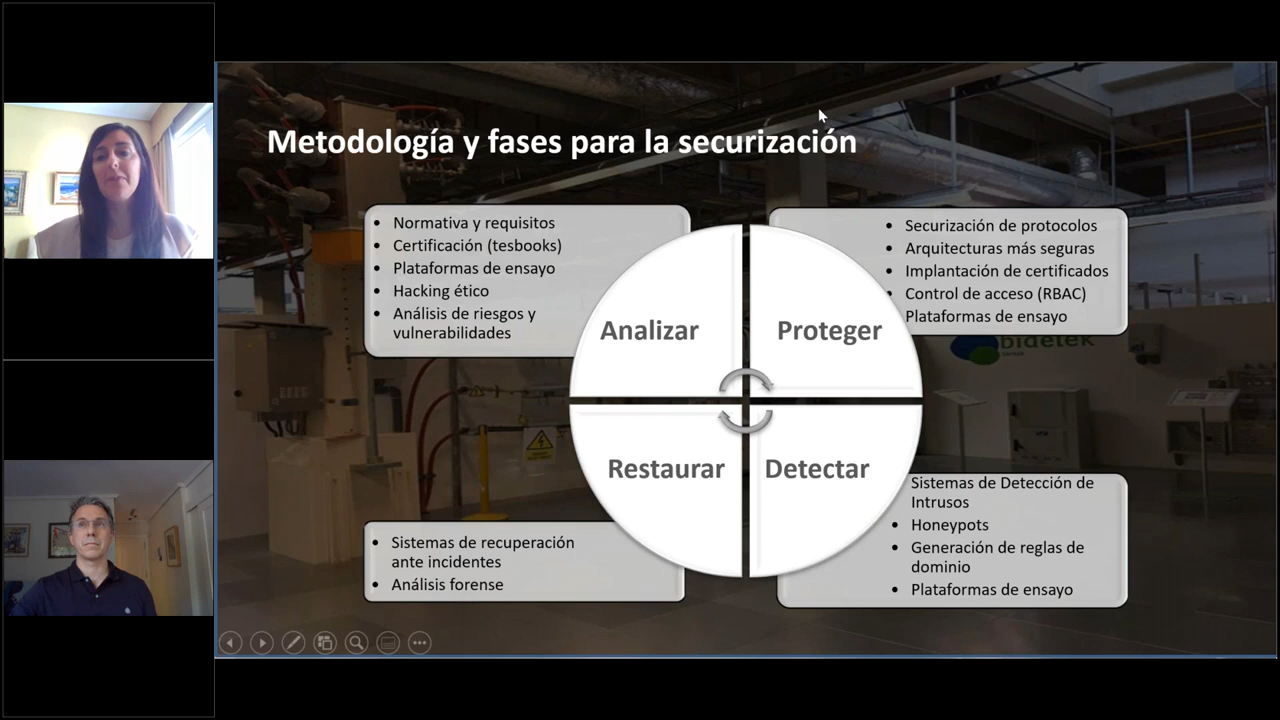 Metodología y fases para la securización
Normativa y requisitos
Certificación (tesbooks)
Plataformas de ensayo
Hacking ético
Análisis de riesgos y
vulnerabilidades
Securización de protocolos
Arquitecturas más seguras
Implantación de certificados
Control de acceso (RBAC)
Plataformas de ensayo
Analizar
Proteger
bidetek
Restaurar
Detectar
Sistemas de recuperación
ante incidentes
Análisis forense
Sistemas de Detección de
Intrusos
Honeypots
Generación de reglas de
dominio
Plataformas de ensayo